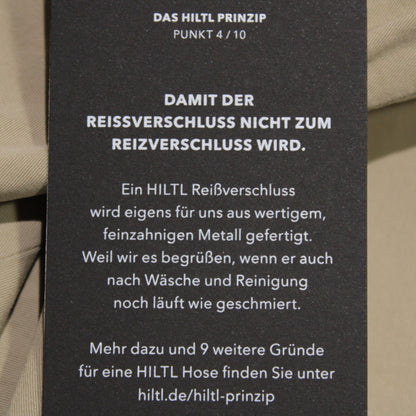 DAS HILTL PRINZIP
PUNKT 4 / 10
DAMIT DER
REISSVERSCHLUSS NICHT ZUM
REIZVERSCHLUSS WIRD.
Ein HILTL Reißverschluss
wird eigens für uns aus wertigem,
feinzahnigen Metall gefertigt.
Weil wir es begrüßen, wenn er auch
nach Wäsche und Reinigung
noch läuft wie geschmiert.
Mehr dazu und 9 weitere Gründe
für eine HILTL Hose finden Sie unter
hiltl.de/hiltl-prinzip